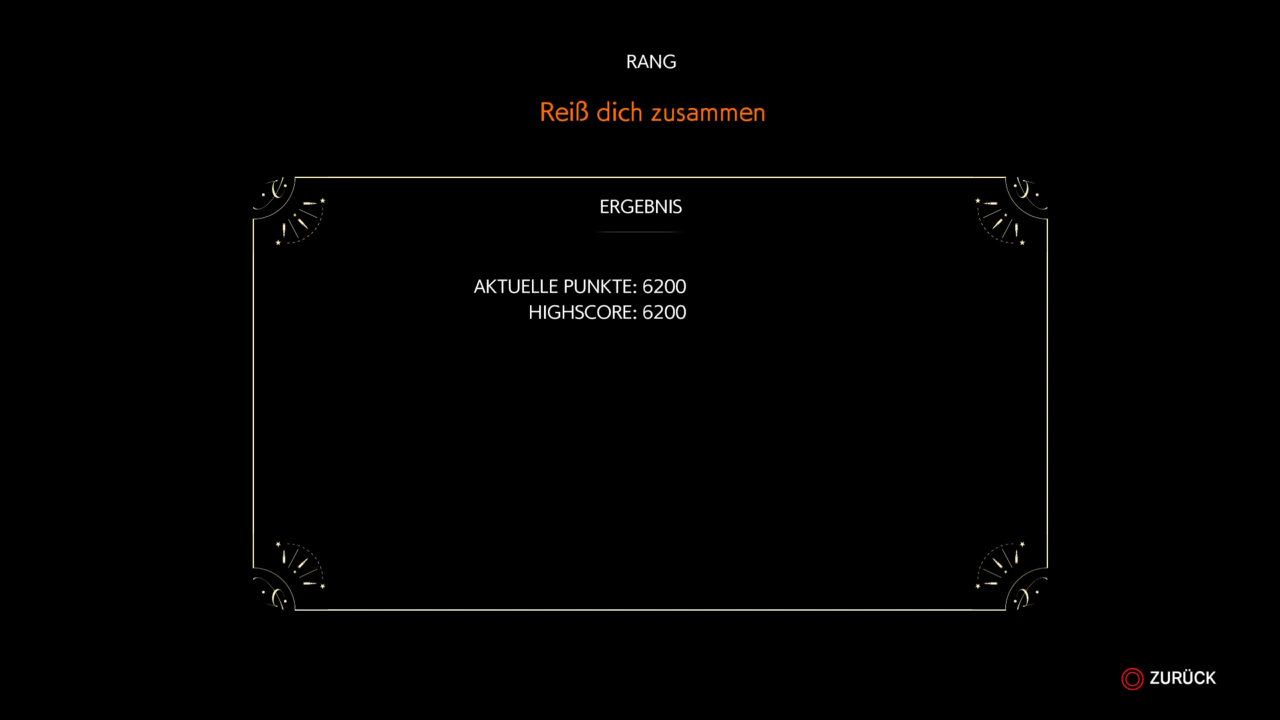 RANG
Reiß dich zusammen
ERGEBNIS
AKTUELLE PUNKTE: 6200
HIGHSCORE: 6200
ZURÜCK